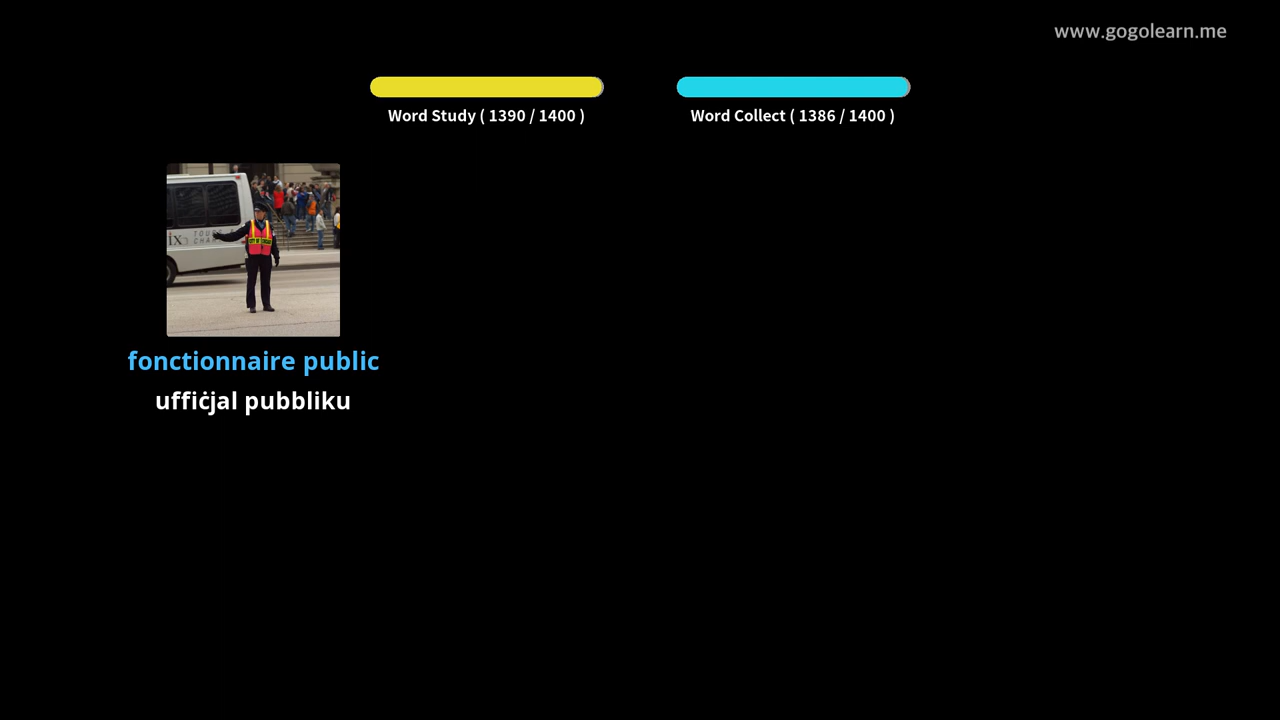 www.gogolearn.me
Word Study ( 1390 / 1400 )
Word Collect ( 1386 / 1400 )
fonctionnaire public
uffiċjal pubbliku